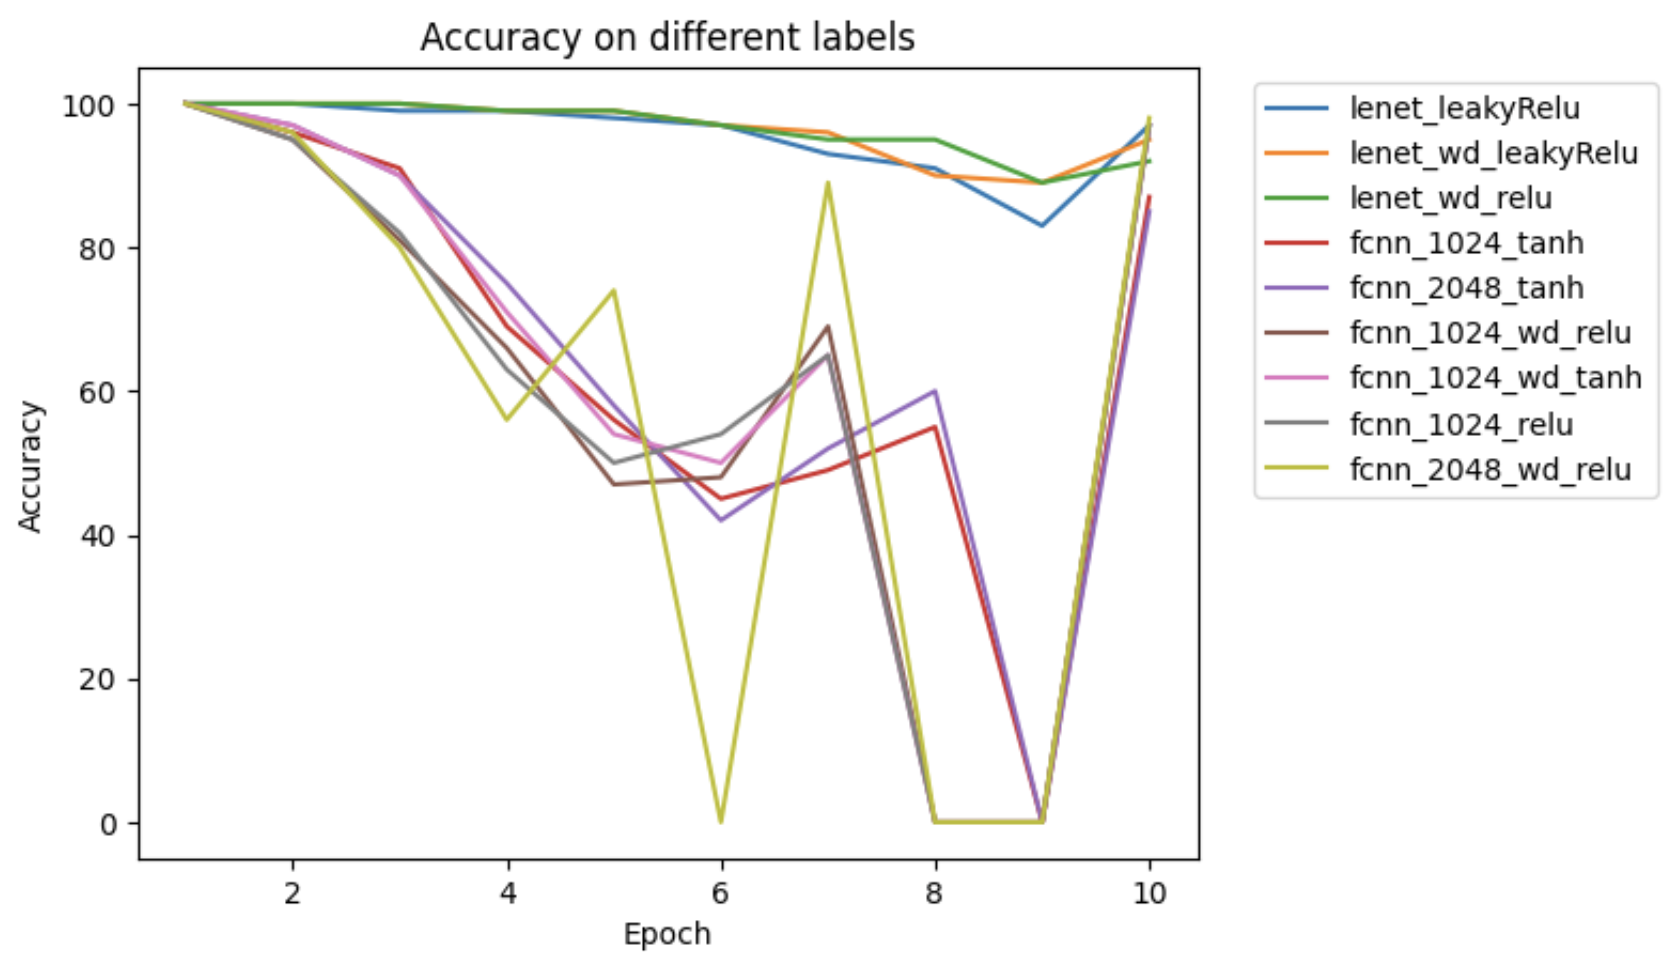 Accuracy on different labels
100
80
60
40
20
0
Accuracy
2
4
6
8
10
Epoch
lenet_leakyRelu
lenet_wd_leakyRelu
lenet_wd_relu
fcnn_1024_tanh
fcnn_2048_tanh
fcnn_1024_wd_relu
fcnn_1024_wd_tanh
fcnn_1024_relu
fcnn_2048_wd_relu